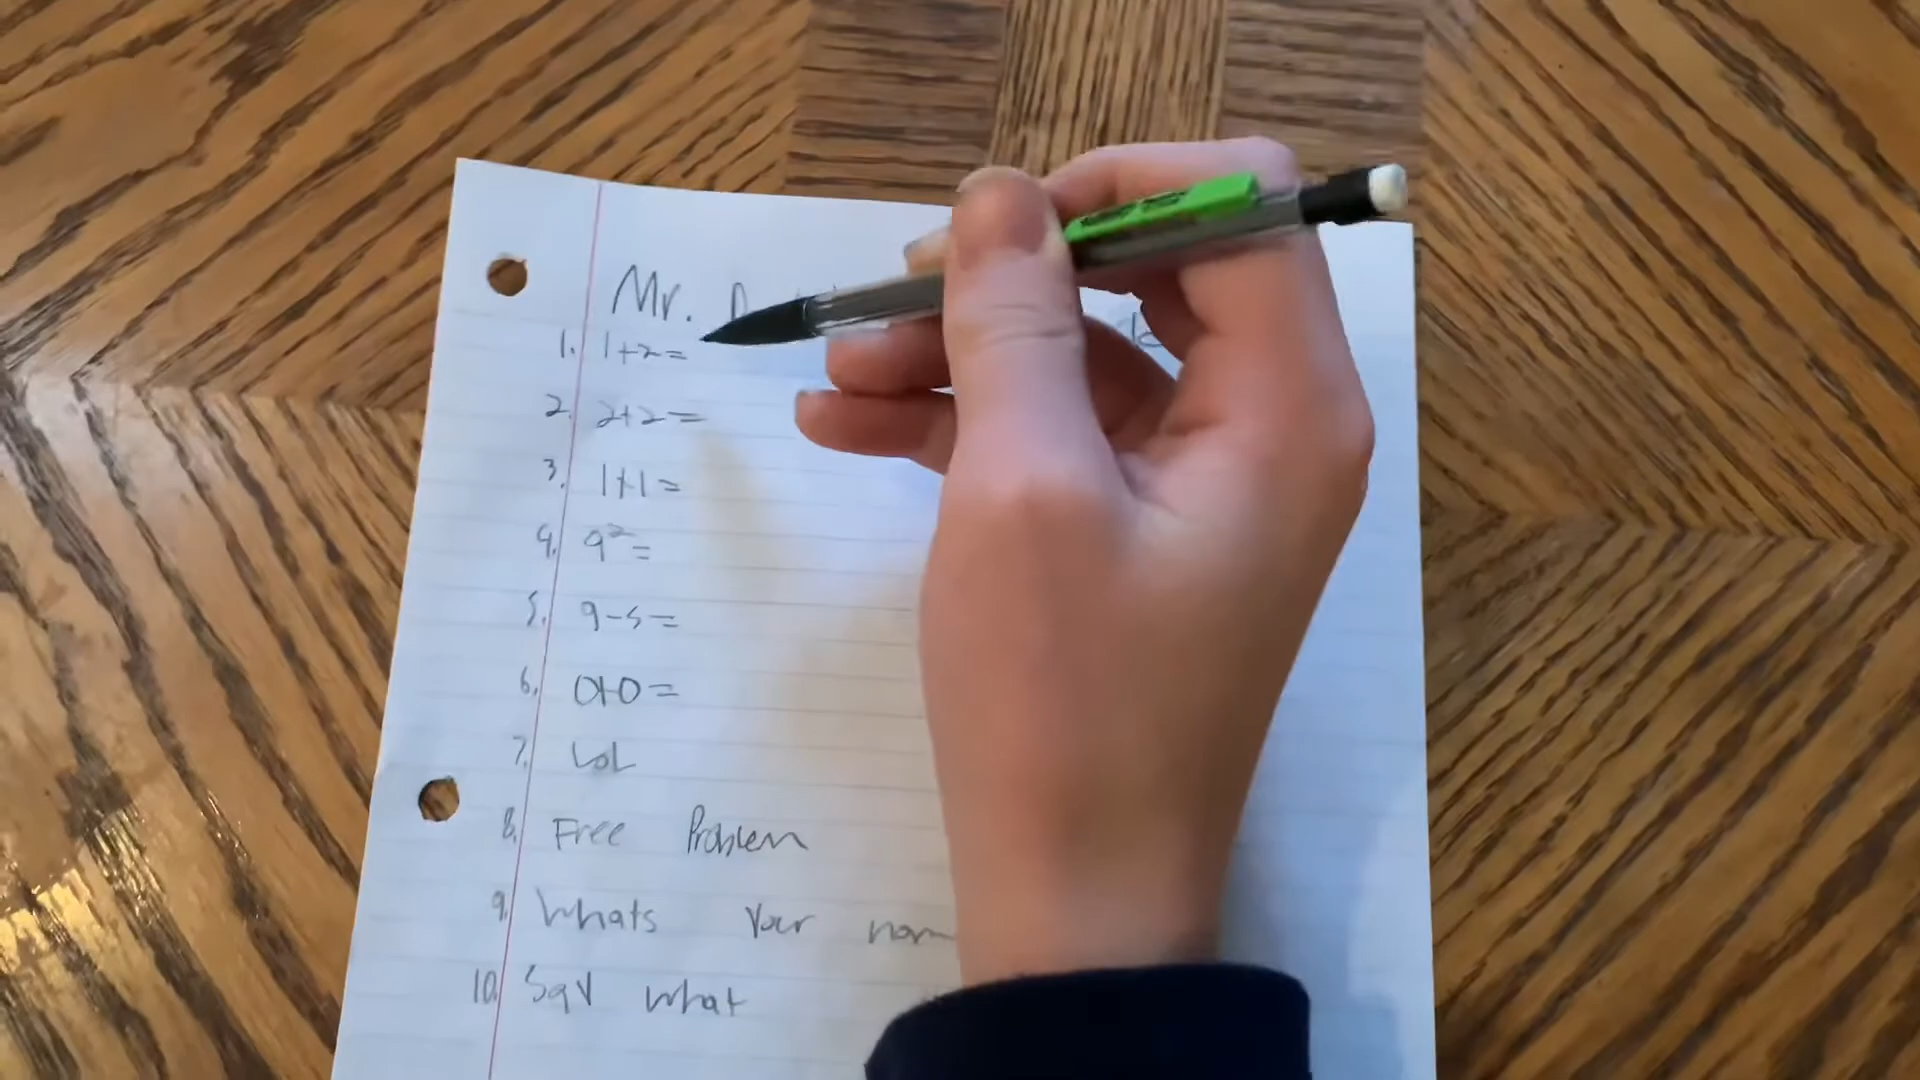 Mr.
1. 1+2=
2. 2+2=
3. 1+1=
4. 9²=
5. 9-5=
6. 0+0=
7. LoL
8. Free Problem
9. Whats Your
10. Say what